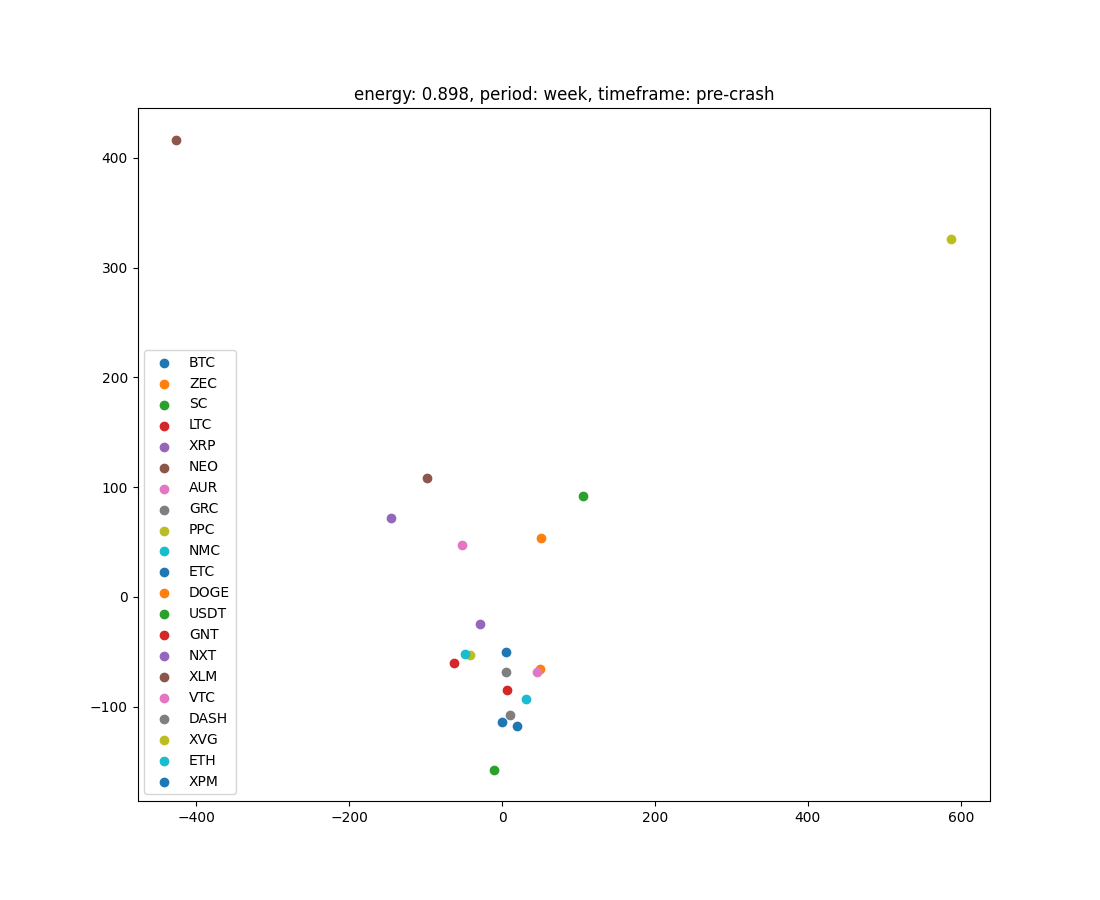 energy: 0.898, period: week, timeframe: pre-crash
400
300
200
100
0
−100
BTC
ZEC
SC
LTC
XRP
NEO
AUR
GRC
PPC
NMC
ETC
DOGE
USDT
GNT
NXT
XLM
VTC
DASH
XVG
ETH
XPM
−400
−200
0
200
400
600